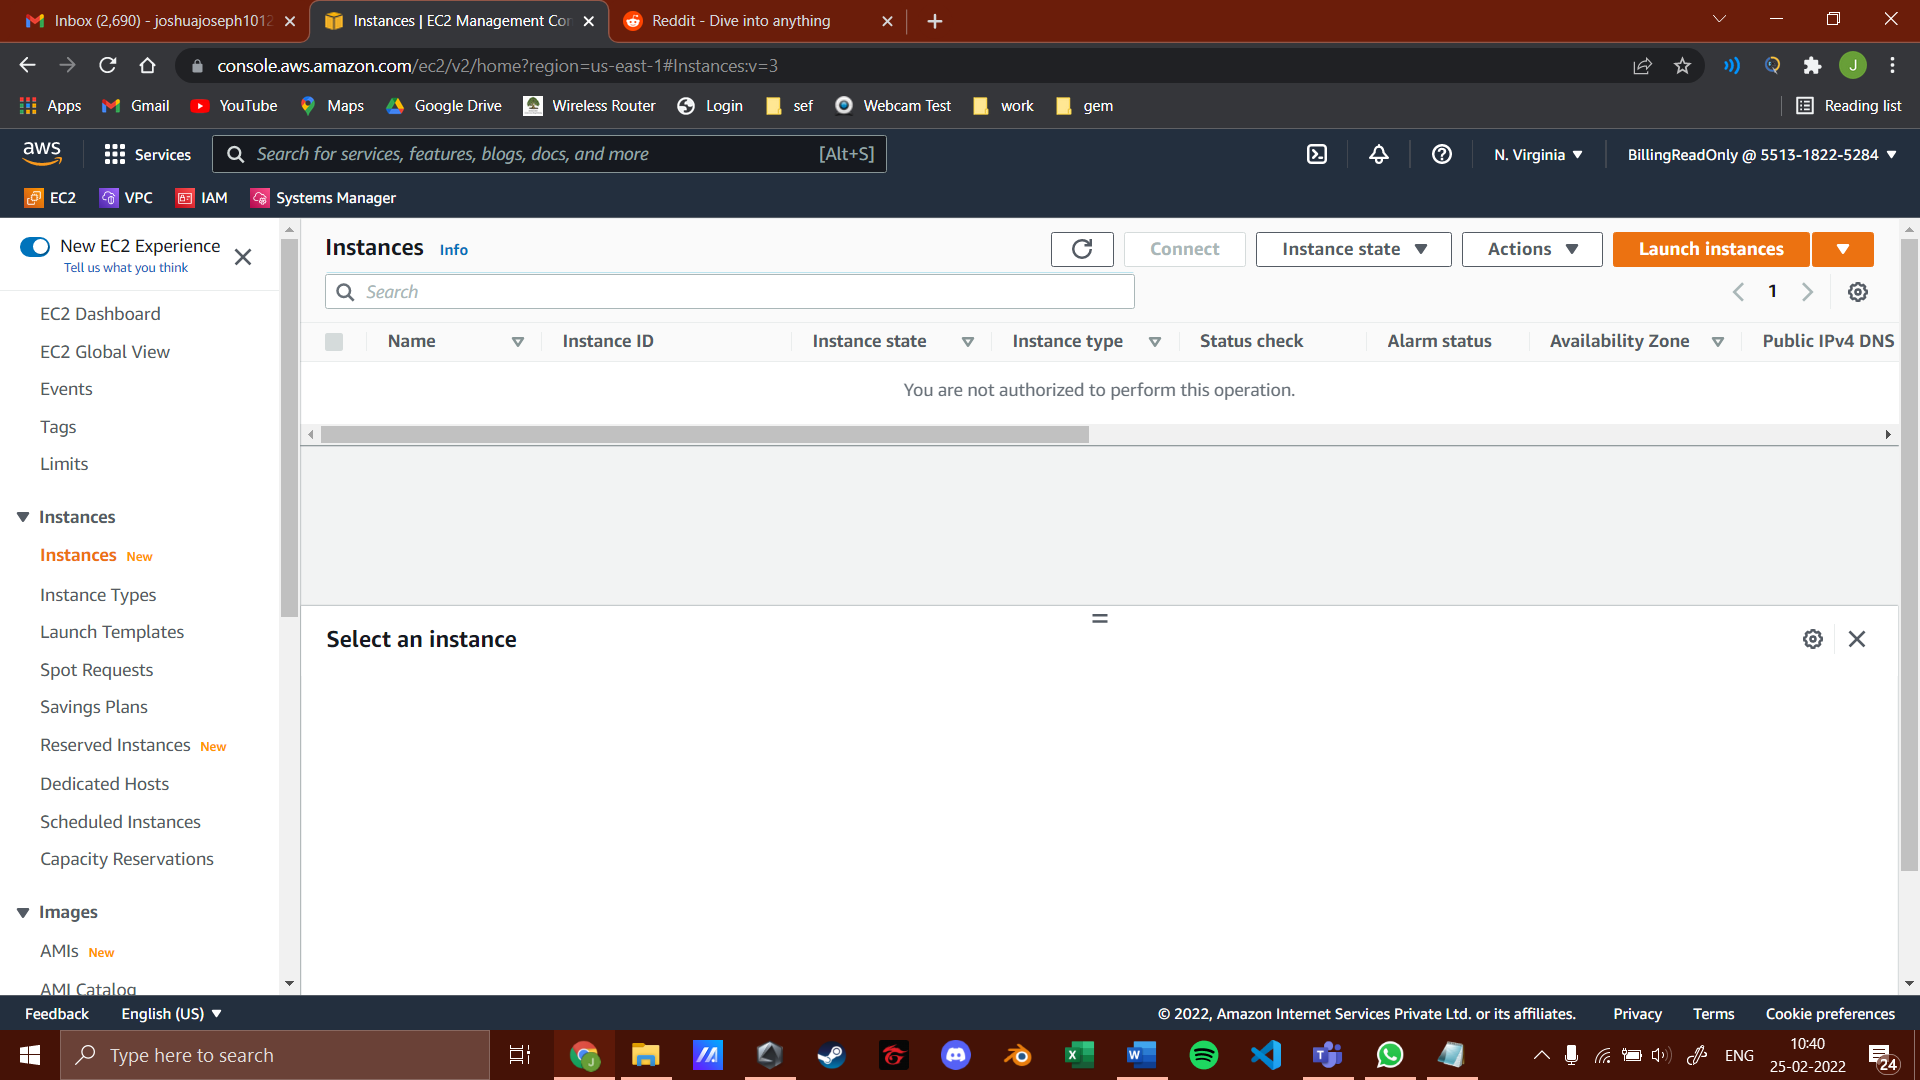 Inbox (2,690) - joshuajoseph1012
Instances | EC2 Management Con
Reddit - Dive into anything
console.aws.amazon.com/ec2/v2/home?region=us-east-1#Instances:v=3
J
Apps
Gmail
YouTube
Maps
Google Drive
Wireless Router
Login
sef
Webcam Test
work
gem
Reading list
aws
Services
Search for services, features, blogs, docs, and more
[Alt+S]
N. Virginia
BillingReadOnly @ 5513-1822-5284
EC2
VPC
IAM
Systems Manager
New EC2 Experience
Tell us what you think
EC2 Dashboard
EC2 Global View
Events
Tags
Limits
Instances
Instances New
Instance Types
Launch Templates
Spot Requests
Savings Plans
Reserved Instances New
Dedicated Hosts
Scheduled Instances
Capacity Reservations
Images
AMIs New
AMI Catalog
Instances Info
Connect
Instance state
Actions
Launch instances
Search
1
Name
Instance ID
Instance state
Instance type
Status check
Alarm status
Availability Zone
Public IPv4 DNS
You are not authorized to perform this operation.
Select an instance
Feedback
English (US)
© 2022, Amazon Internet Services Private Ltd. or its affiliates.
Privacy
Terms
Cookie preferences
Type here to search
ENG
10:40
25-02-2022
24